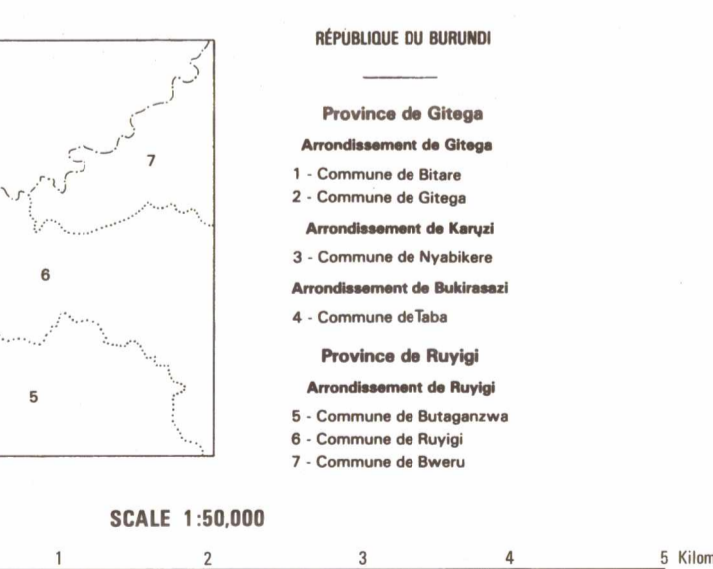 RÉPUBLIQUE DU BURUNDI
Province de Gitega
Arrondissement de Gitega
1 - Commune de Bitare
2 - Commune de Gitega
Arrondissement de Karuzi
3 - Commune de Nyabikere
Arrondissement de Bukirasazi
4 - Commune de Taba
Province de Ruyigi
Arrondissement de Ruyigi
5 - Commune de Butaganzwa
6 - Commune de Ruyigi
7 - Commune de Bweru
7
6
5
SCALE 1:50,000
1 2 3 4 5 Kilom